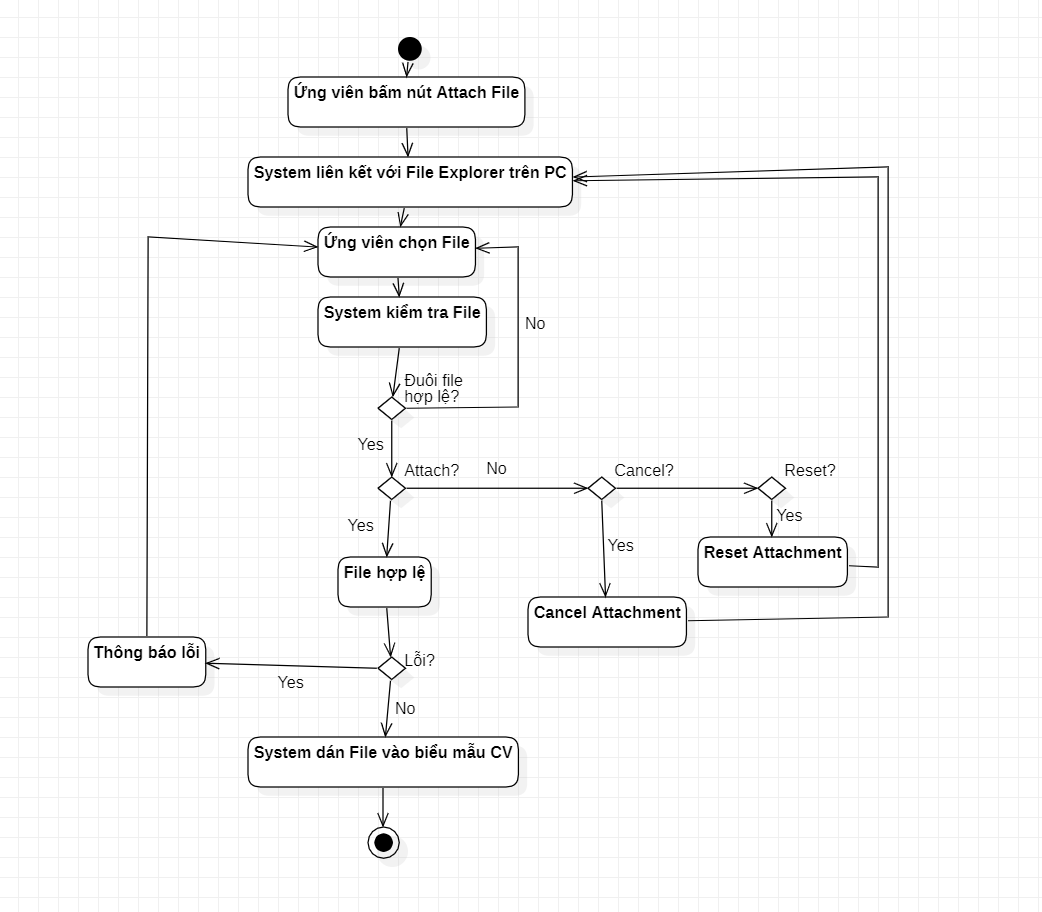 Ứng viên bấm nút Attach File
System liên kết với File Explorer trên PC
Ứng viên chọn File
System kiểm tra File
No
Đuôi file
hợp lệ?
Yes
Attach?
No
Cancel?
Reset?
Yes
Yes
Yes
File hợp lệ
Reset Attachment
Cancel Attachment
Thông báo lỗi
Lỗi?
Yes
No
System dán File vào biểu mẫu CV